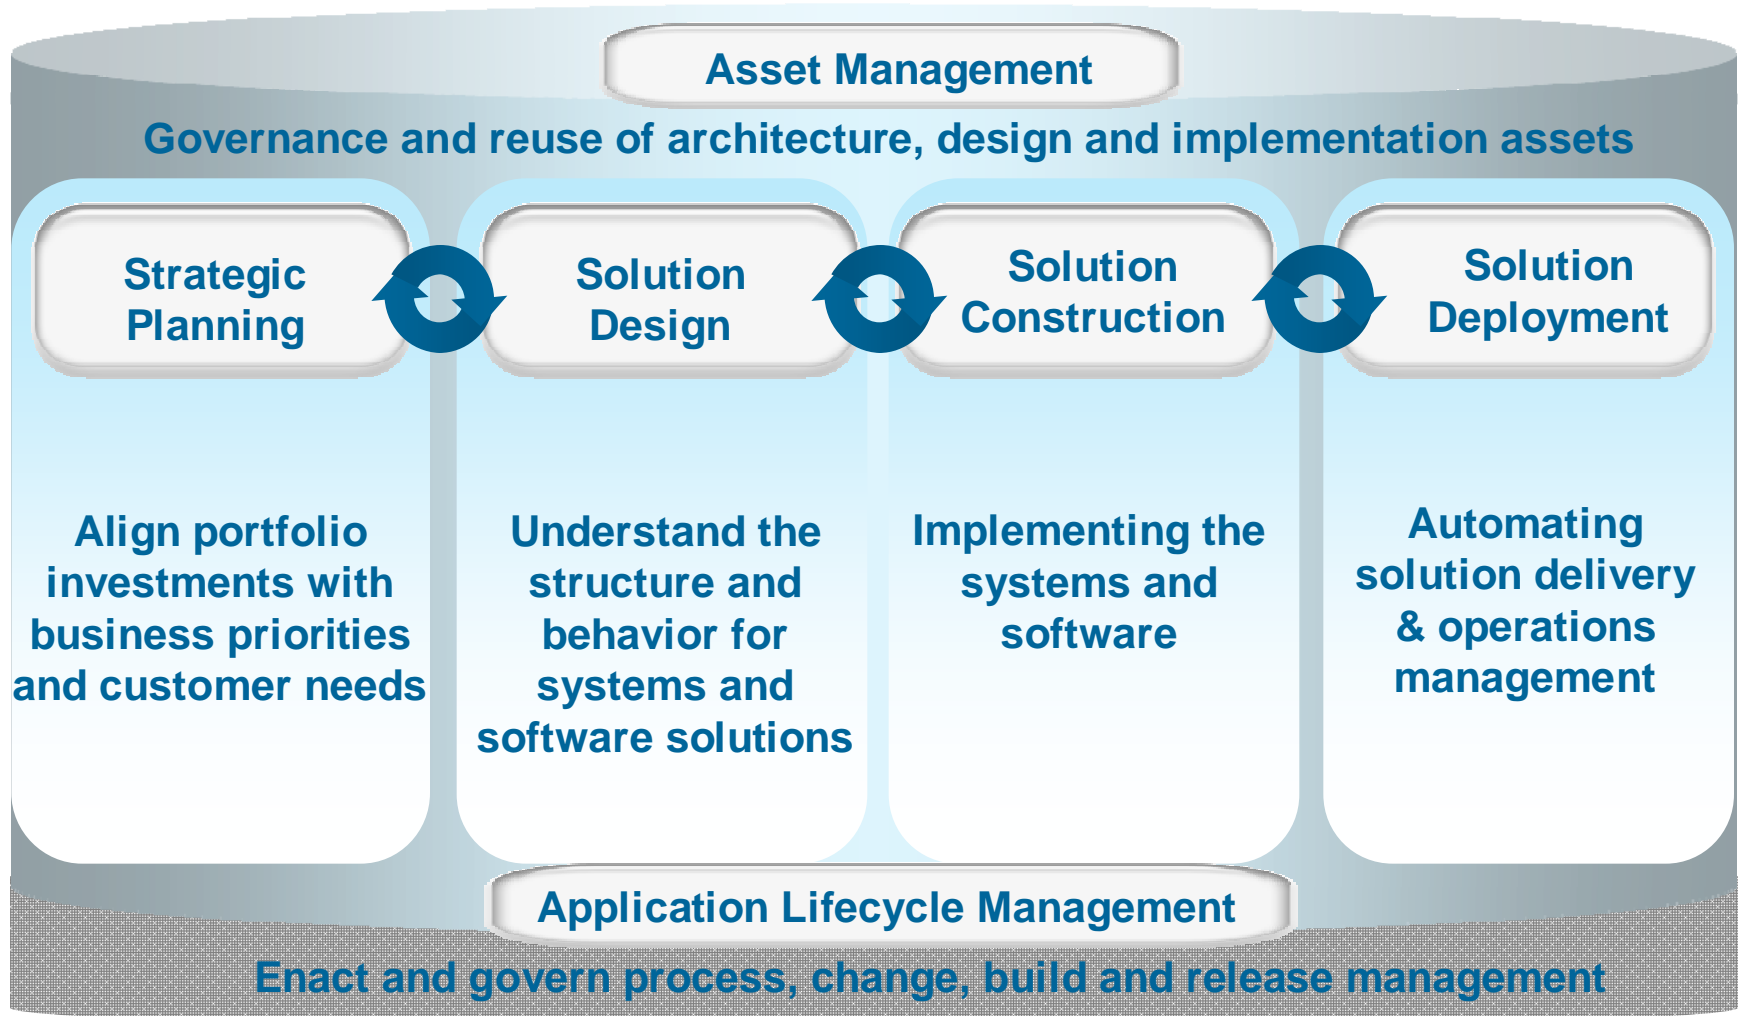 Asset Management
Governance and reuse of architecture, design and implementation assets
Strategic
Planning
Solution
Design
Solution
Construction
Solution
Deployment
Align portfolio
investments with
business priorities
and customer needs
Understand the
structure and
behavior for
systems and
software solutions
Implementing the
systems and
software
Automating
solution delivery
& operations
management
Application Lifecycle Management
Enact and govern process, change, build and release management